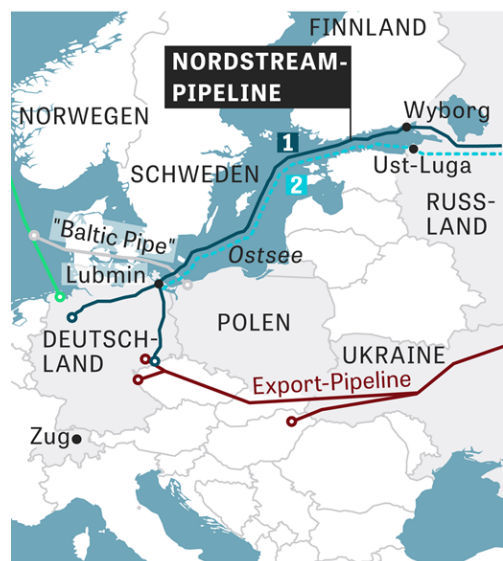 FINNLAND
NORDSTREAM-
PIPELINE
NORWEGEN
Wyborg
1
SCHWEDEN
Ust-Luga
2
RUSS-
LAND
"Baltic Pipe"
Ostsee
Lubmin
POLEN
DEUTSCH-
LAND
UKRAINE
Export-Pipeline
Zug